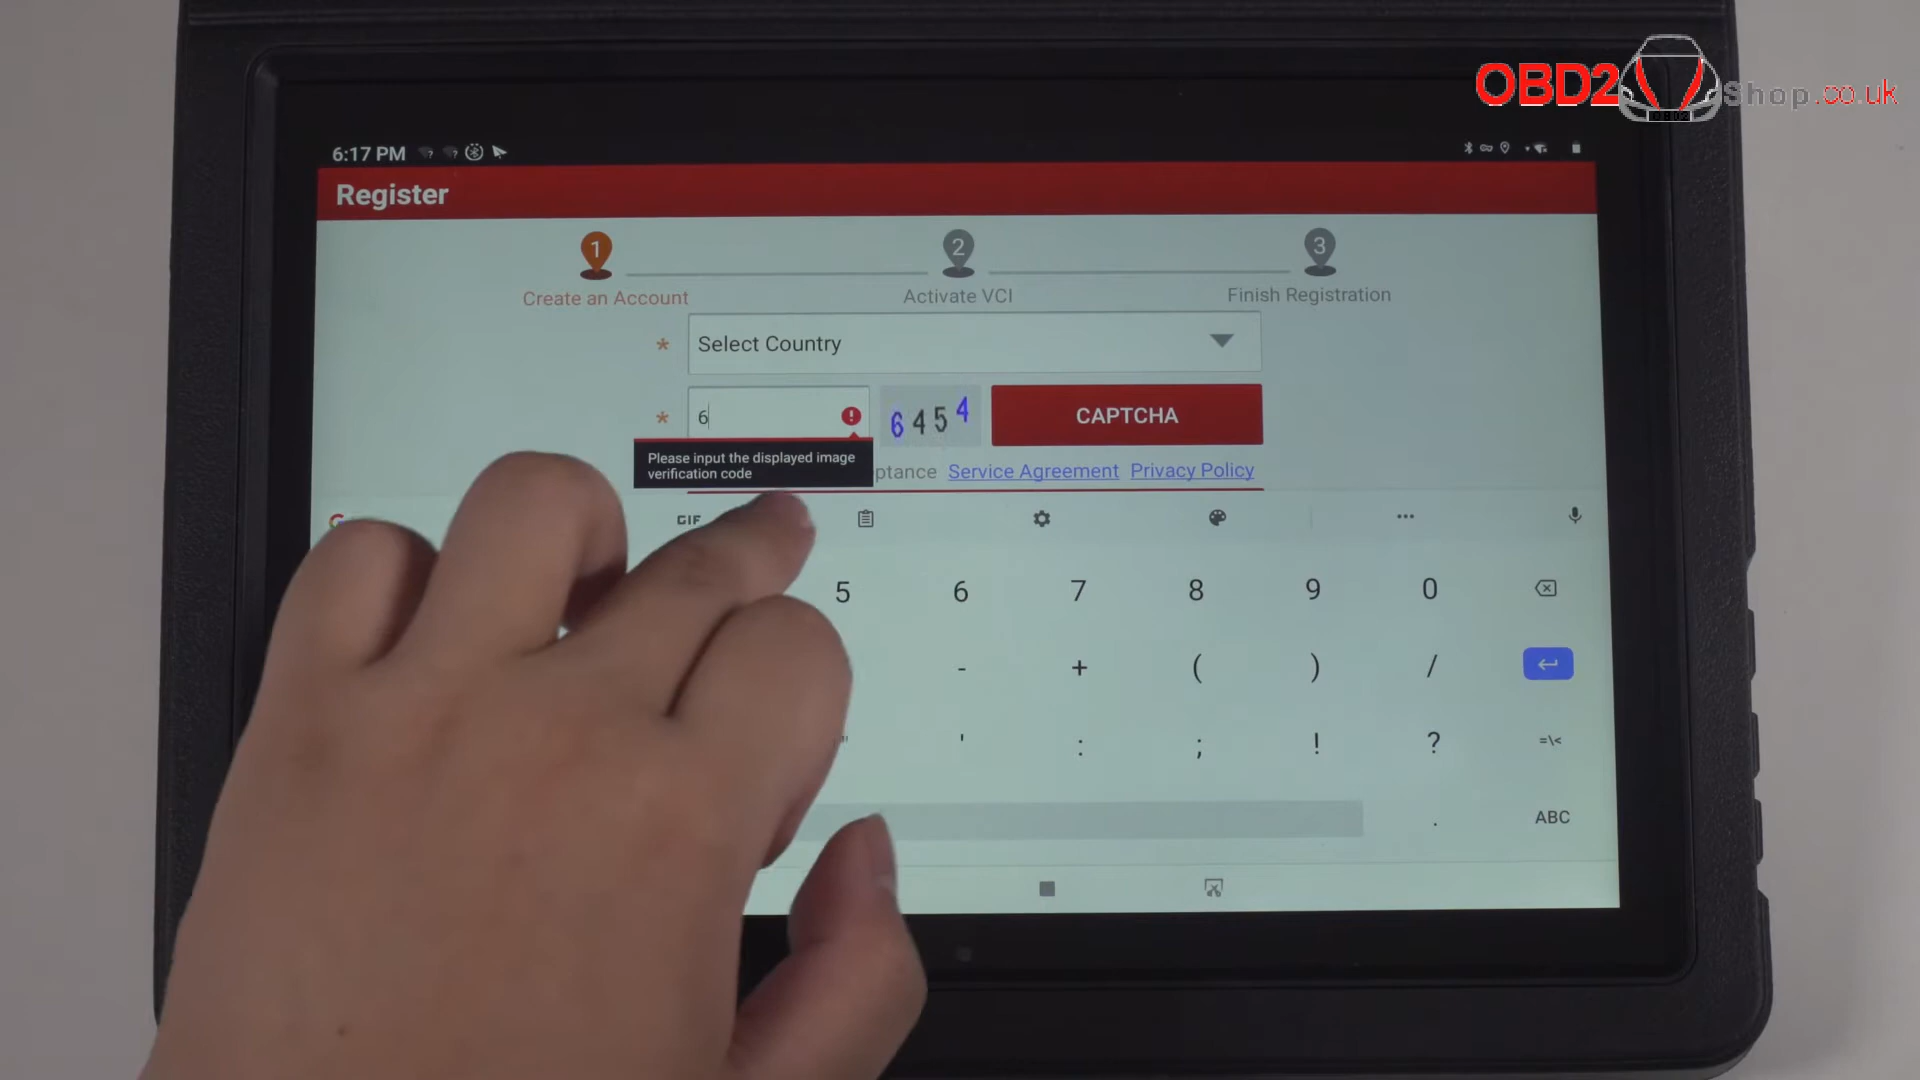 OBD2 Shop.co.uk
OBD2
6:17 PM
Register
1
2
3
Create an Account
Activate VCI
Finish Registration
* Select Country
* 6
6454
CAPTCHA
Please input the displayed image
verification code
ptance Service Agreement Privacy Policy
GIF
5 6 7 8 9 0
- + ( ) /
" ' : ; ! ? =\<
. ABC